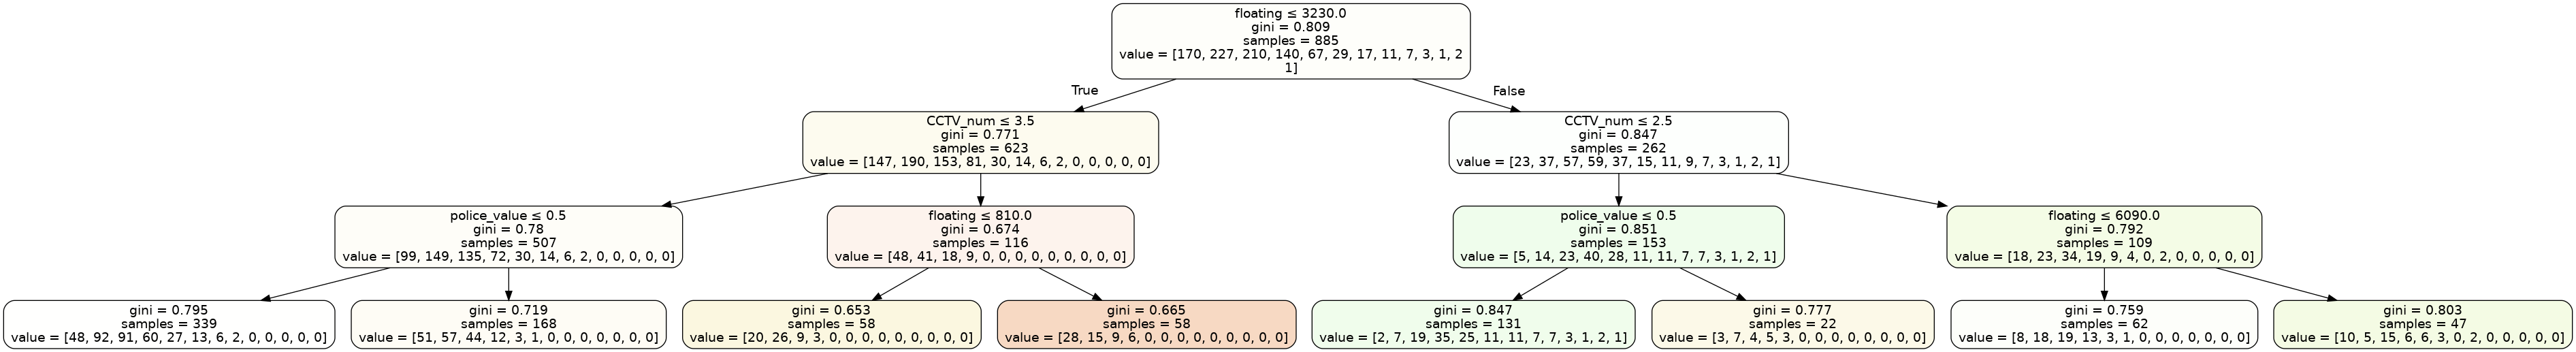 floating ≤ 3230.0
gini = 0.809
samples = 885
value = [170, 227, 210, 140, 67, 29, 17, 11, 7, 3, 1, 2
1]
True
False
CCTV_num ≤ 3.5
gini = 0.771
samples = 623
value = [147, 190, 153, 81, 30, 14, 6, 2, 0, 0, 0, 0, 0]
CCTV_num ≤ 2.5
gini = 0.847
samples = 262
value = [23, 37, 57, 59, 37, 15, 11, 9, 7, 3, 1, 2, 1]
police_value ≤ 0.5
gini = 0.78
samples = 507
value = [99, 149, 135, 72, 30, 14, 6, 2, 0, 0, 0, 0, 0]
floating ≤ 810.0
gini = 0.674
samples = 116
value = [48, 41, 18, 9, 0, 0, 0, 0, 0, 0, 0, 0, 0]
police_value ≤ 0.5
gini = 0.851
samples = 153
value = [5, 14, 23, 40, 28, 11, 11, 7, 7, 3, 1, 2, 1]
floating ≤ 6090.0
gini = 0.792
samples = 109
value = [18, 23, 34, 19, 9, 4, 0, 2, 0, 0, 0, 0, 0]
gini = 0.795
samples = 339
value = [48, 92, 91, 60, 27, 13, 6, 2, 0, 0, 0, 0, 0]
gini = 0.719
samples = 168
value = [51, 57, 44, 12, 3, 1, 0, 0, 0, 0, 0, 0, 0]
gini = 0.653
samples = 58
value = [20, 26, 9, 3, 0, 0, 0, 0, 0, 0, 0, 0, 0]
gini = 0.665
samples = 58
value = [28, 15, 9, 6, 0, 0, 0, 0, 0, 0, 0, 0, 0]
gini = 0.847
samples = 131
value = [2, 7, 19, 35, 25, 11, 11, 7, 7, 3, 1, 2, 1]
gini = 0.777
samples = 22
value = [3, 7, 4, 5, 3, 0, 0, 0, 0, 0, 0, 0, 0]
gini = 0.759
samples = 62
value = [8, 18, 19, 13, 3, 1, 0, 0, 0, 0, 0, 0, 0]
gini = 0.803
samples = 47
value = [10, 5, 15, 6, 6, 3, 0, 2, 0, 0, 0, 0, 0]